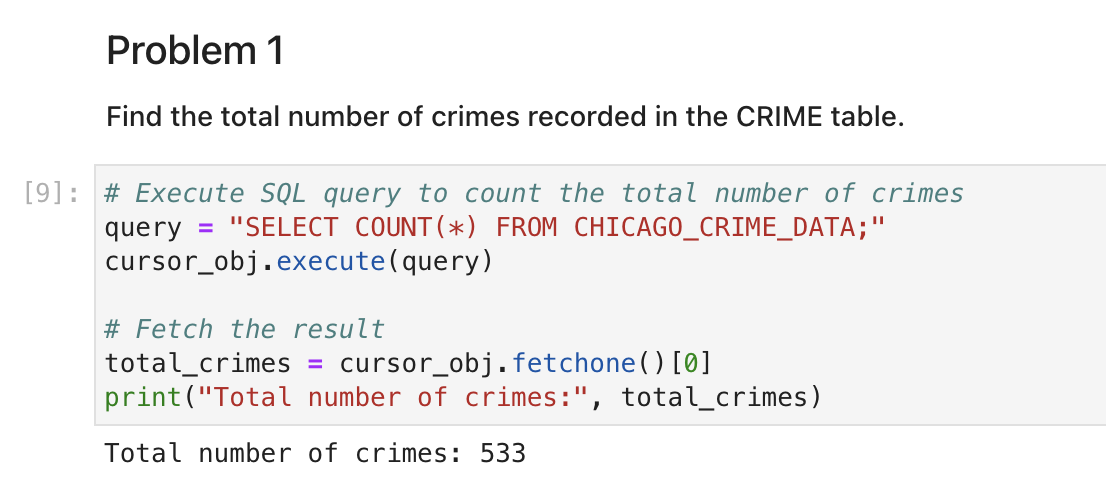 Problem 1
Find the total number of crimes recorded in the CRIME table.
[9]:
# Execute SQL query to count the total number of crimes
query = "SELECT COUNT(*) FROM CHICAGO_CRIME_DATA;"
cursor_obj.execute(query)
# Fetch the result
total_crimes = cursor_obj.fetchone()[0]
print("Total number of crimes:", total_crimes)
Total number of crimes: 533